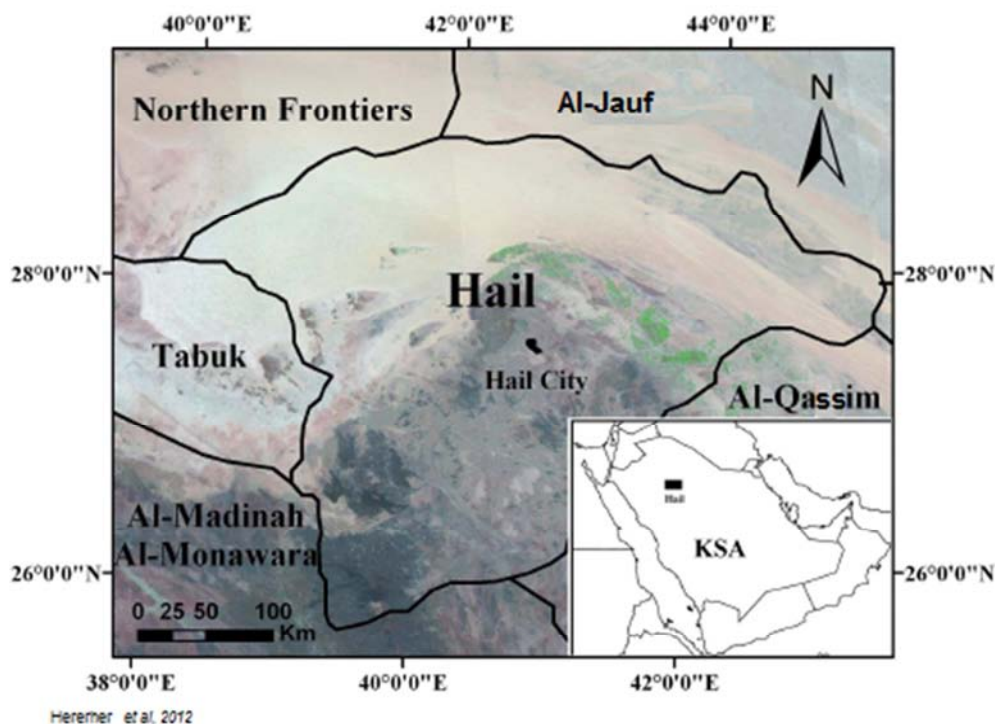 40°0'0"E 42°0'0"E 44°0'0"E
Northern Frontiers
Al-Jauf
N
28°0'0"N
28°0'0"N
Hail
Tabuk
Hail City
Al-Qassim
Al-Madinah
Al-Monawara
Hail
KSA
26°0'0"N
26°0'0"N
0 25 50 100
Km
38°0'0"E 40°0'0"E 42°0'0"E
Heremer et al, 2012